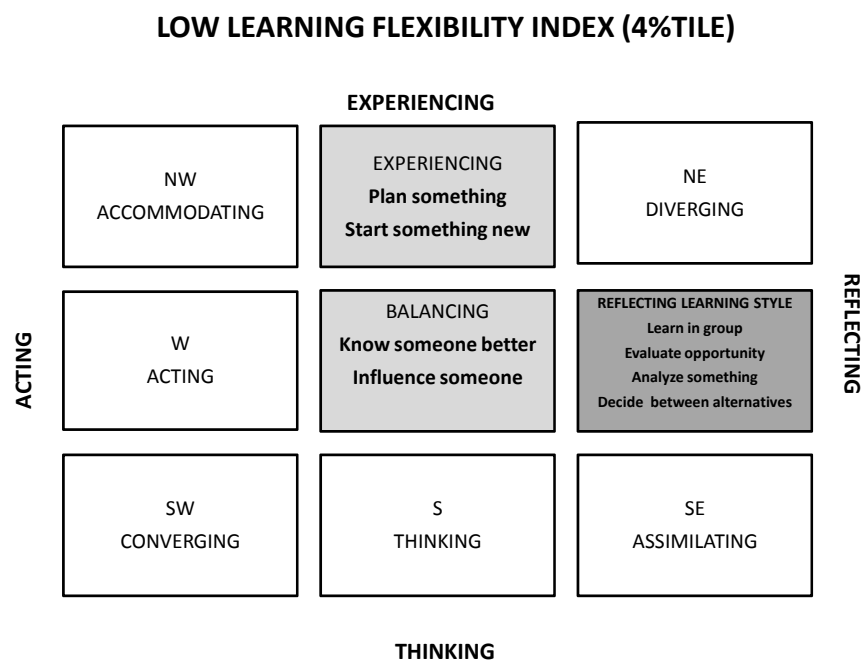 LOW LEARNING FLEXIBILITY INDEX (4%TILE)
EXPERIENCING
NW
ACCOMMODATING
EXPERIENCING
Plan something
Start something new
NE
DIVERGING
ACTING
W
ACTING
BALANCING
Know someone better
Influence someone
REFLECTING LEARNING STYLE
Learn in group
Evaluate opportunity
Analyze something
Decide between alternatives
REFLECTING
SW
CONVERGING
S
THINKING
SE
ASSIMILATING
THINKING